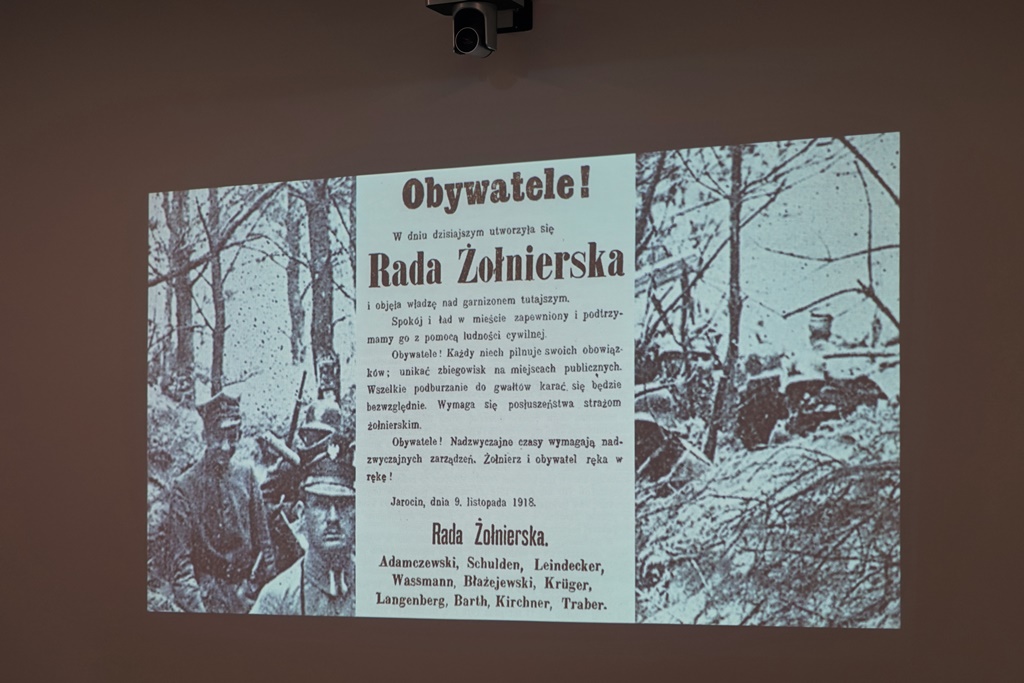 Obywatele!
W dniu dzisiajszym utworzyła się
Rada Żołnierska
i objęła władzę nad garnizonem tutajszym.
Spokój i ład w mieście zapewniony i podtrzy-
mamy go z pomocą ludności cywilnej.
Obywatele! Każdy niech pilnuje swoich obowiąz-
ków; unikać zbiegowisk na miejscach publicznych.
Wszelkie podburzanie do gwałtów karać się będzie
bezwzględnie. Wymaga się posłuszeństwa strażom
żołnierskim.
Obywatele! Nadzwyczajne czasy wymagają nad-
zwyczajnych zarządzeń. Żołnierz i obywatel ręka w
rękę!
Jarocin, dnia 9. listopada 1918.
Rada Żołnierska.
Adamczewski, Schulden, Leindecker,
Wassmann, Błażejewski, Krüger,
Langenberg, Barth, Kirchner, Traber.